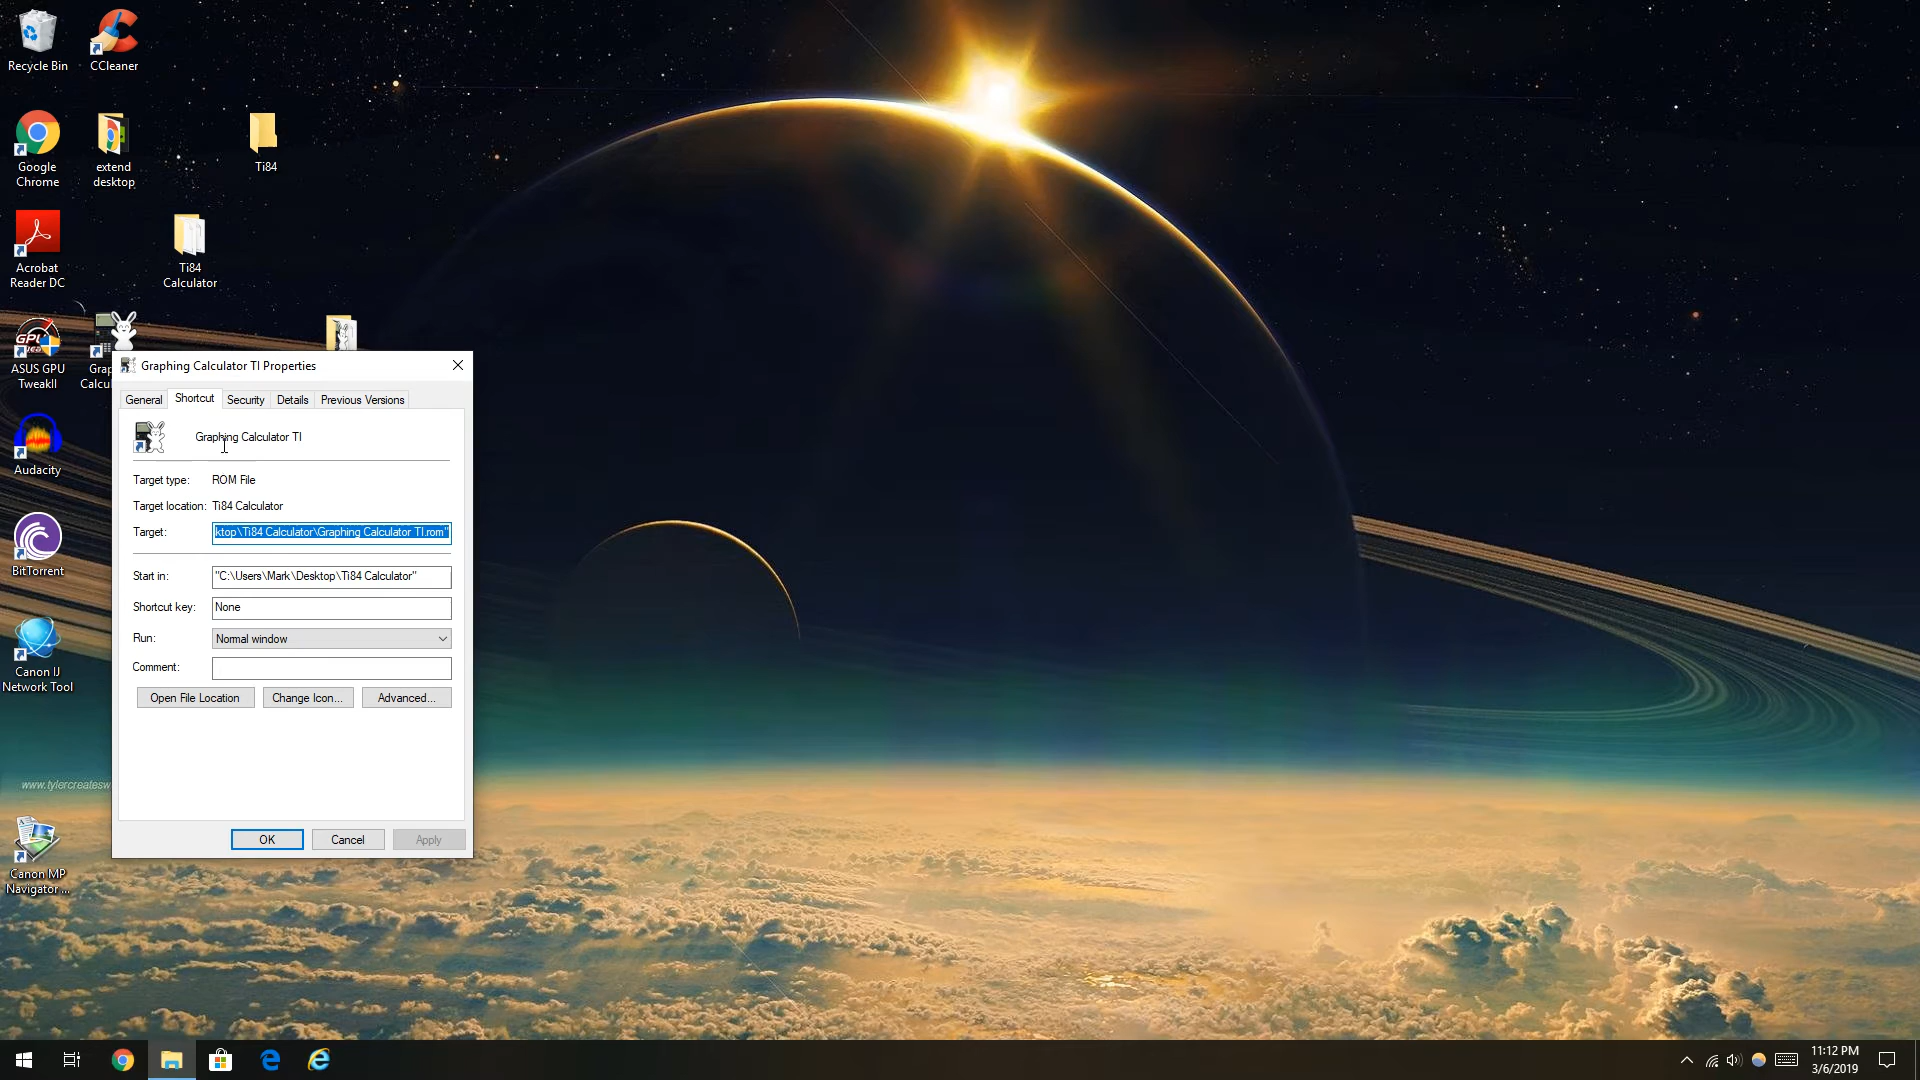 Recycle Bin
CCleaner
Google
Chrome
extend
desktop
Ti84
Acrobat
Reader DC
Ti84
Calculator
GPU
ASUS GPU
TweakII
Grap
Calcu
Audacity
BitTorrent
Canon IJ
Network Tool
www.tylercreatesw
Canon MP
Navigator ...
Graphing Calculator TI Properties
General
Shortcut
Security
Details
Previous Versions
Graphing Calculator TI
Target type: ROM File
Target location: Ti84 Calculator
Target: ktop\Ti84 Calculator\Graphing Calculator TI.rom"
Start in: "C:\Users\Mark\Desktop\Ti84 Calculator"
Shortcut key: None
Run: Normal window
Comment:
Open File Location
Change Icon...
Advanced...
OK
Cancel
Apply
11:12 PM
3/6/2019